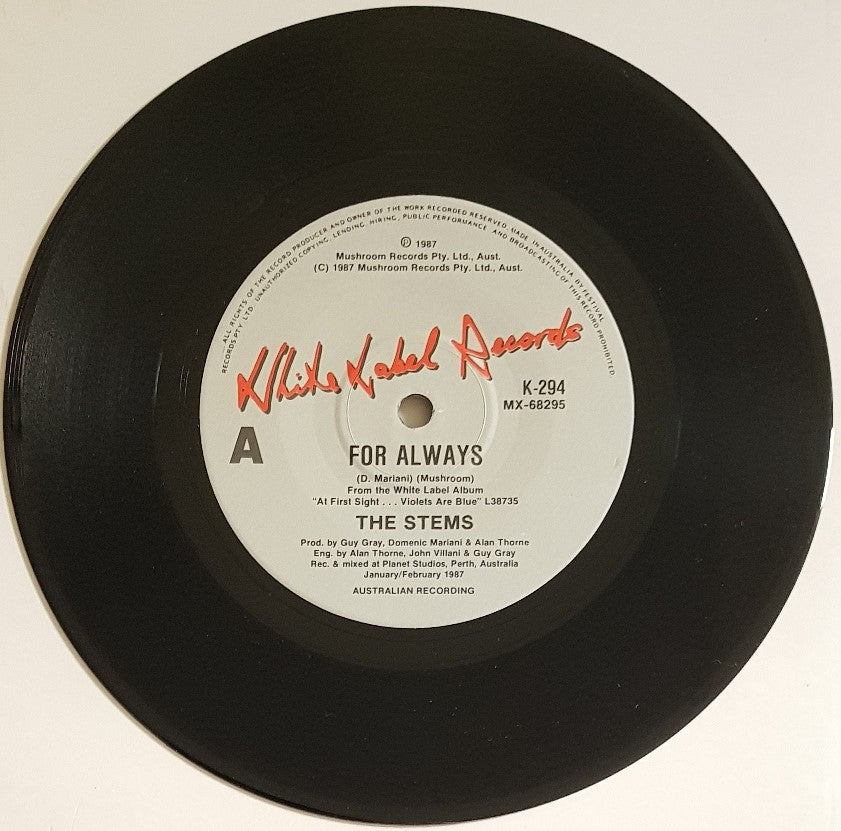 ALL RIGHTS OF THE RECORD PRODUCER AND OWNER OF THE WORK RECORDED RESERVED. MADE IN AUSTRALIA BY FESTIVAL
RECORDS PTY. LTD. UNAUTHORIZED COPYING, LENDING, HIRING, PUBLIC PERFORMANCE AND BROADCASTING OF THIS RECORD PROHIBITED.
Ⓟ 1987
Mushroom Records Pty. Ltd., Aust.
(C) 1987 Mushroom Records Pty. Ltd., Aust.
White Label Records
K-294
MX-68295
A
FOR ALWAYS
(D. Mariani) (Mushroom)
From the White Label Album
"At First Sight . . . Violets Are Blue" L38735
THE STEMS
Prod. by Guy Gray, Domenic Mariani & Alan Thorne
Eng. by Alan Thorne, John Villani & Guy Gray
Rec. & mixed at Planet Studios, Perth, Australia
January/February 1987
AUSTRALIAN RECORDING